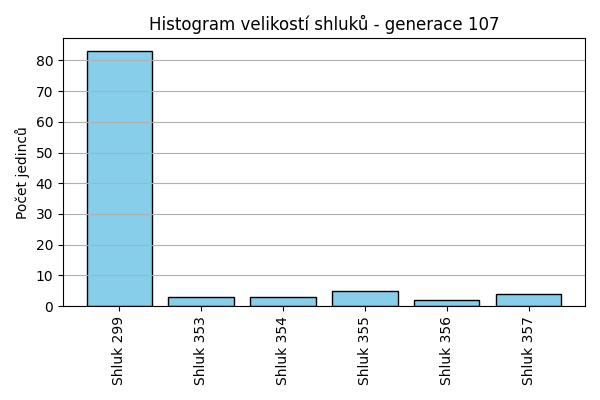 Histogram velikostí shluků - generace 107
Počet jedinců
80
70
60
50
40
30
20
10
0
Shluk 299
Shluk 353
Shluk 354
Shluk 355
Shluk 356
Shluk 357